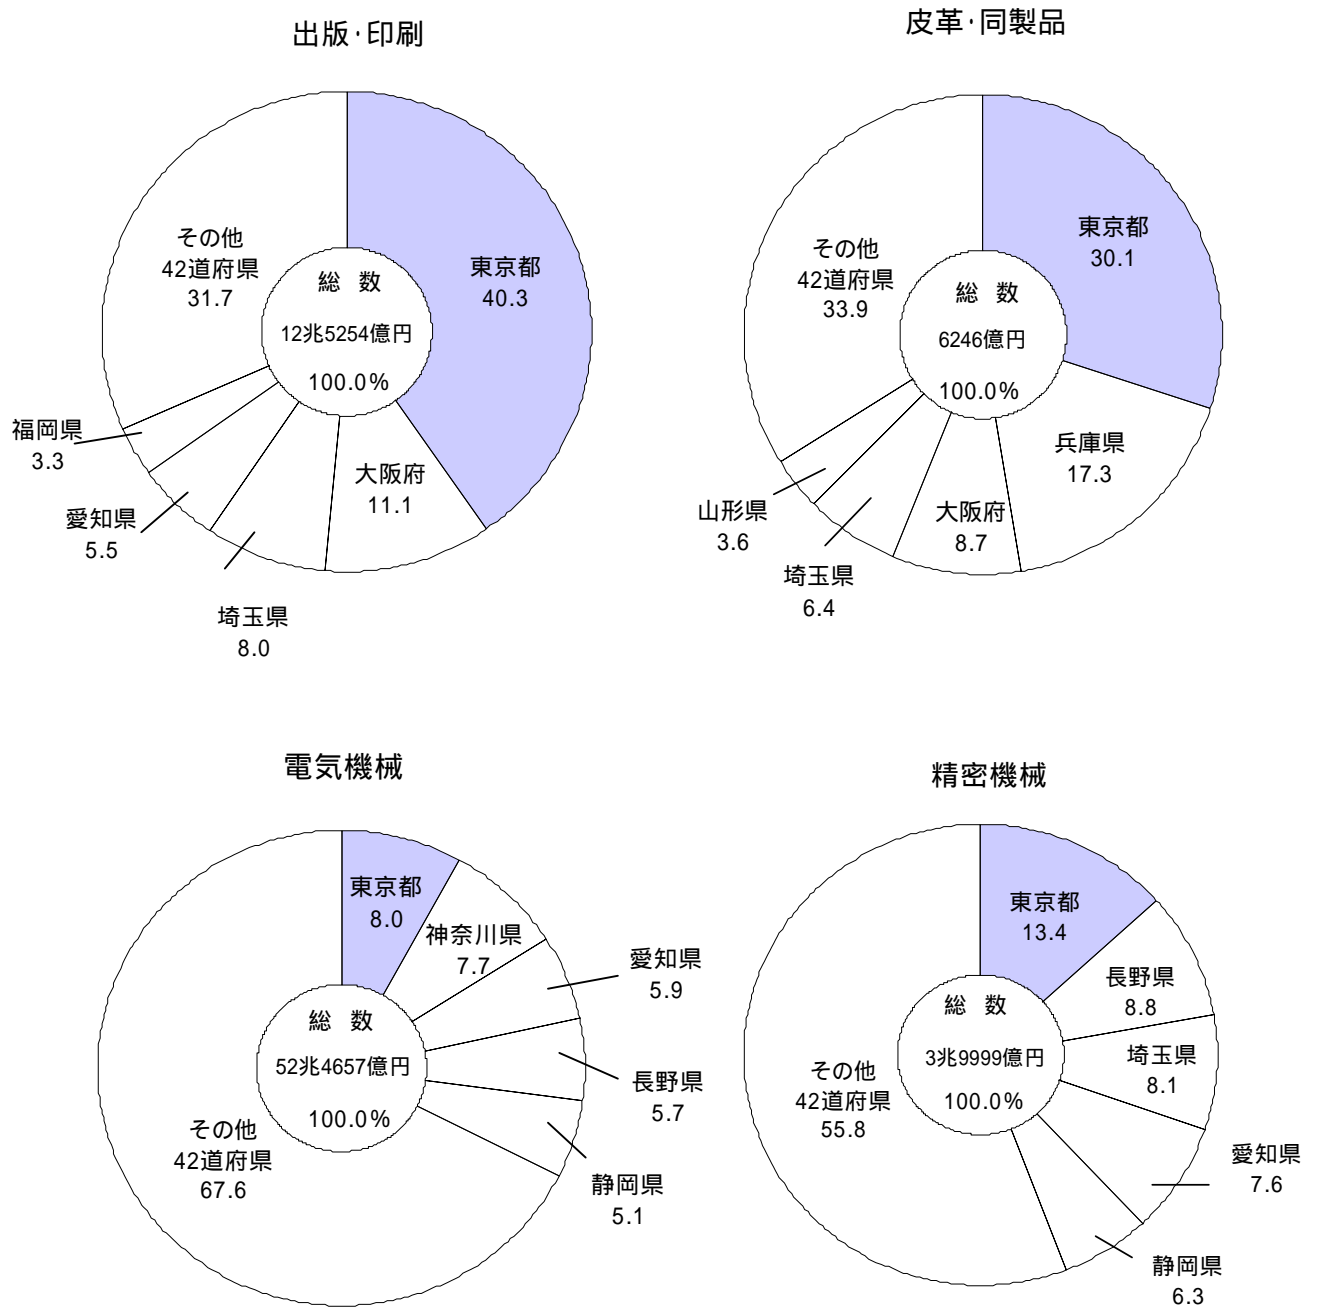 出版・印刷
その他
42道府県
31.7
東京都
40.3
総 数
12兆5254億円
100.0%
福岡県
3.3
愛知県
5.5
埼玉県
8.0
大阪府
11.1
皮革・同製品
その他
42道府県
33.9
東京都
30.1
総 数
6246億円
100.0%
兵庫県
17.3
大阪府
8.7
埼玉県
6.4
山形県
3.6
電気機械
東京都
8.0
神奈川県
7.7
愛知県
5.9
長野県
5.7
静岡県
5.1
総 数
52兆4657億円
100.0%
その他
42道府県
67.6
精密機械
東京都
13.4
長野県
8.8
埼玉県
8.1
愛知県
7.6
静岡県
6.3
総 数
3兆9999億円
100.0%
その他
42道府県
55.8